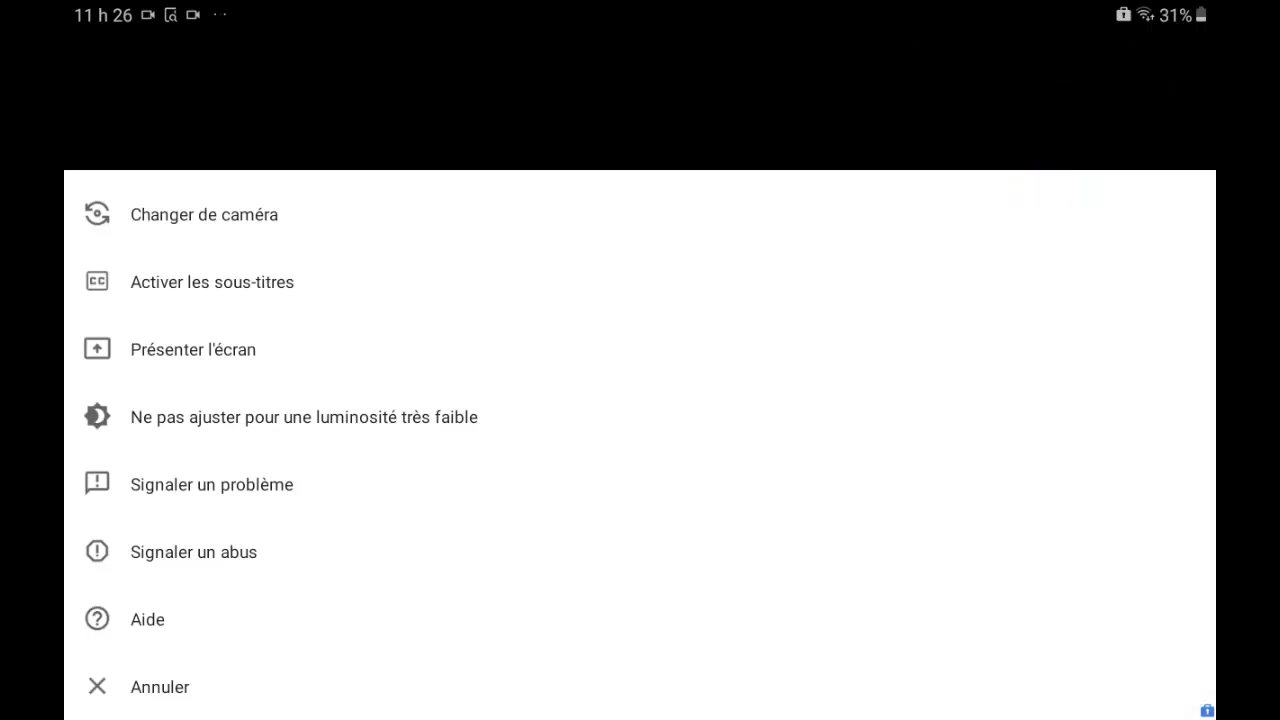 11 h 26
31%
Changer de caméra
Activer les sous-titres
Présenter l'écran
Ne pas ajuster pour une luminosité très faible
Signaler un problème
Signaler un abus
Aide
Annuler